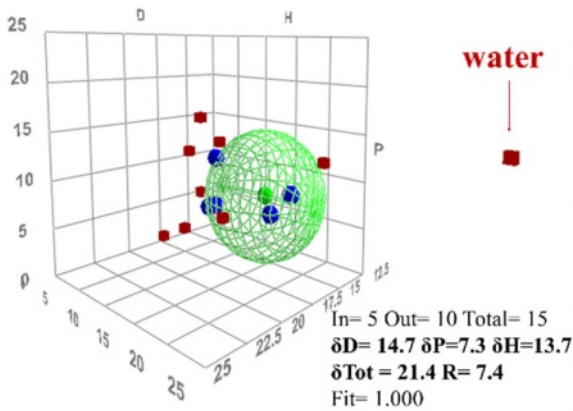 D
H
25
20
15
10
5
0
P
water
5
10
15
20
25
25
22.5
20
17.5
15
12.5
In= 5 Out= 10 Total= 15
δD= 14.7 δP=7.3 δH=13.7
δTot = 21.4 R= 7.4
Fit= 1.000